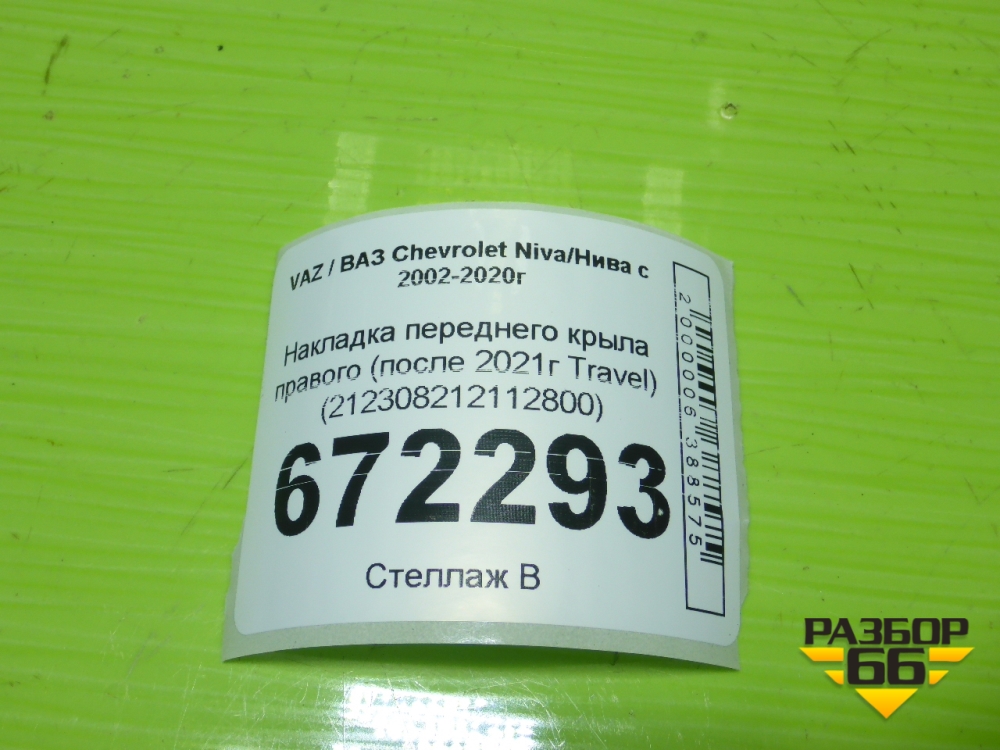 VAZ / ВАЗ Chevrolet Niva/Нива с
2002-2020г
Накладка переднего крыла
правого (после 2021г Travel)
(212308212112800)
672293
Стеллаж В
2000006388575
РАЗБОР
66